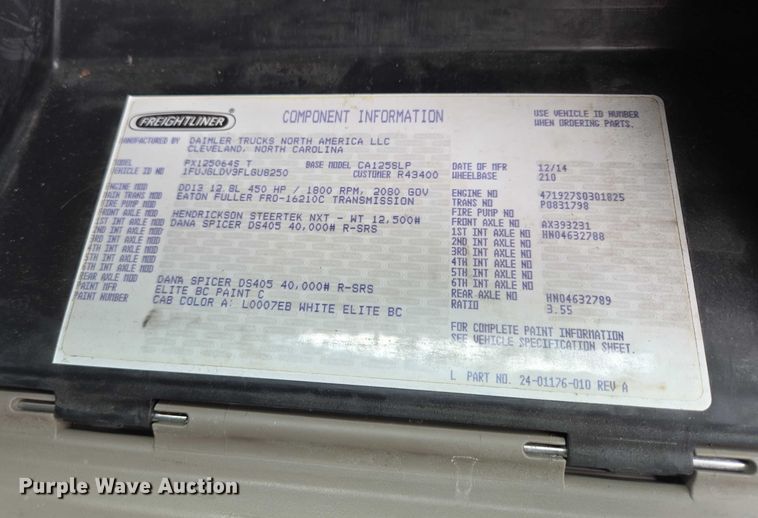 FREIGHTLINER
COMPONENT INFORMATION
USE VEHICLE ID NUMBER
WHEN ORDERING PARTS.
MANUFACTURED BY DAIMLER TRUCKS NORTH AMERICA LLC
CLEVELAND, NORTH CAROLINA
MODEL PX125064S T BASE MODEL CA125SLP DATE OF MFR 12/14
VEHICLE ID NO 1FUJGLDV3FLGU8250 CUSTOMER R43400 WHEELBASE 210
ENGINE MOD DD13 12.8L 450 HP / 1800 RPM, 2080 GOV ENGINE NO 471927S0301825
MAIN TRANS MOD EATON FULLER FRO-16210C TRANSMISSION TRANS NO P0831798
FIRE PUMP MOD FIRE PUMP NO
FRONT AXLE MOD HENDRICKSON STEERTEK NXT - WT 12,500# FRONT AXLE NO AX393231
1ST INT AXLE MOD DANA SPICER DS405 40,000# R-SRS 1ST INT AXLE NO HN04632788
2ND INT AXLE MOD 2ND INT AXLE NO
3RD INT AXLE MOD 3RD INT AXLE NO
4TH INT AXLE MOD 4TH INT AXLE NO
5TH INT AXLE MOD 5TH INT AXLE NO
6TH INT AXLE MOD 6TH INT AXLE NO
REAR AXLE MOD DANA SPICER DS405 40,000# R-SRS REAR AXLE NO HN04632789
PAINT MFR ELITE BC PAINT C RATIO 3.55
PAINT NUMBER CAB COLOR A: L0007EB WHITE ELITE BC
FOR COMPLETE PAINT INFORMATION
SEE VEHICLE SPECIFICATION SHEET.
L PART NO. 24-01176-010 REV A
Purple Wave Auction